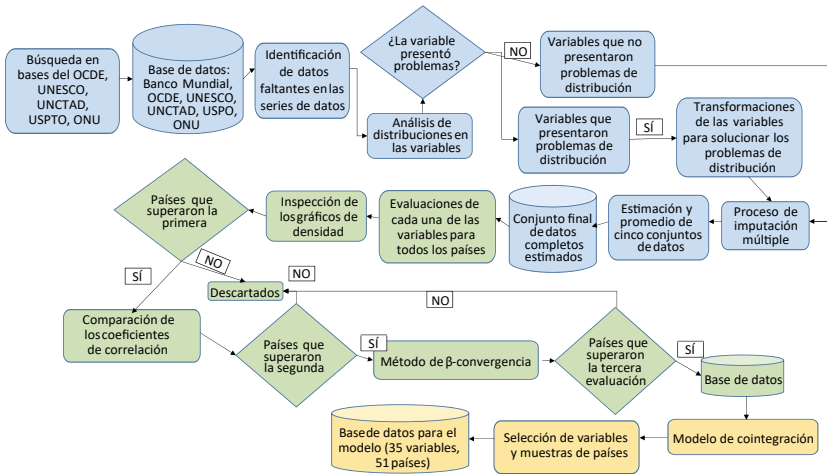 Búsqueda en
bases del OCDE,
UNESCO,
UNCTAD,
USPTO, ONU
Base de datos:
Banco Mundial,
OCDE, UNESCO,
UNCTAD, USPO,
ONU
Identificación
de datos
faltantes en las
series de datos
Análisis de
distribuciones en
las variables
¿La variable
presentó
problemas?
NO
Variables que no
presentaron
problemas de
distribución
Variables que
presentaron
problemas de
distribución
SÍ
Transformaciones
de las variables
para solucionar los
problemas de
distribución
Proceso de
imputación
múltiple
Estimación y
promedio de
cinco conjuntos
de datos
Conjunto final
de datos
completos
estimados
Evaluaciones de
cada una de las
variables para
todos los países
Inspección de
los gráficos de
densidad
Países que
superaron la
primera
SÍ
NO
Descartados
NO
NO
Comparación de
los coeficientes
de correlación
Países que
superaron
la segunda
SÍ
Método de β-convergencia
Países que
superaron
la tercera
evaluación
SÍ
Base de datos
Modelo de cointegración
Selección de variables
y muestras de países
Base de datos para el
modelo (35 variables,
51 países)